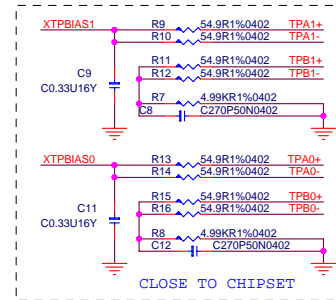 XTPBIAS1 R9 54.9R1%0402 TPA1+
R10 54.9R1%0402 TPA1-
R11 54.9R1%0402 TPB1+
C9 R12 54.9R1%0402 TPB1-
C0.33U16Y
R7 4.99KR1%0402
C8 C270P50N0402
XTPBIAS0 R13 54.9R1%0402 TPA0+
R14 54.9R1%0402 TPA0-
R15 54.9R1%0402 TPB0+
C11 R16 54.9R1%0402 TPB0-
C0.33U16Y
R8 4.99KR1%0402
C12 C270P50N0402
CLOSE TO CHIPSET